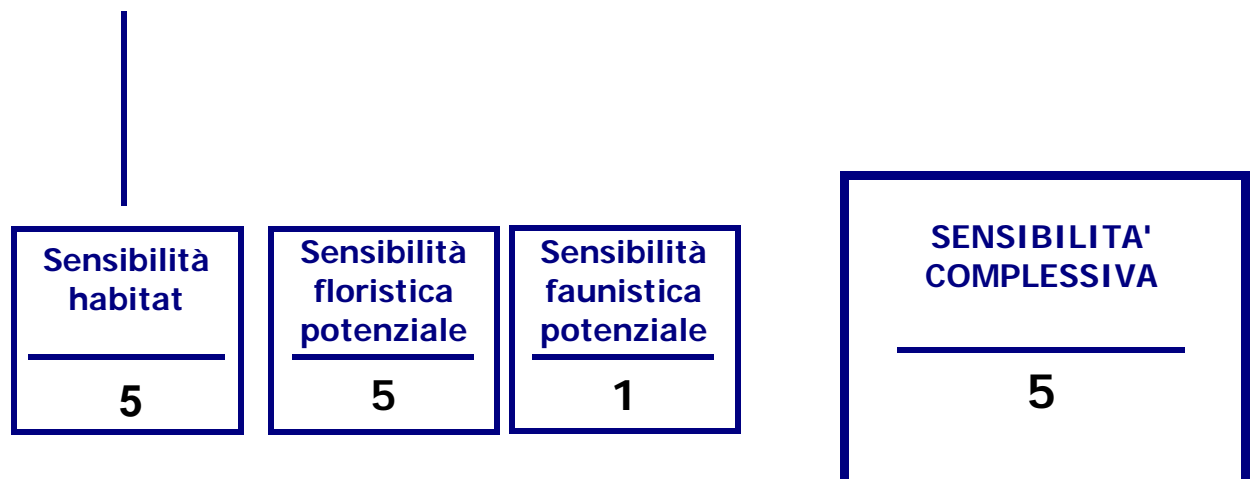 Sensibilità
habitat
5
Sensibilità
floristica
potenziale
5
Sensibilità
faunistica
potenziale
1
SENSIBILITA'
COMPLESSIVA
5